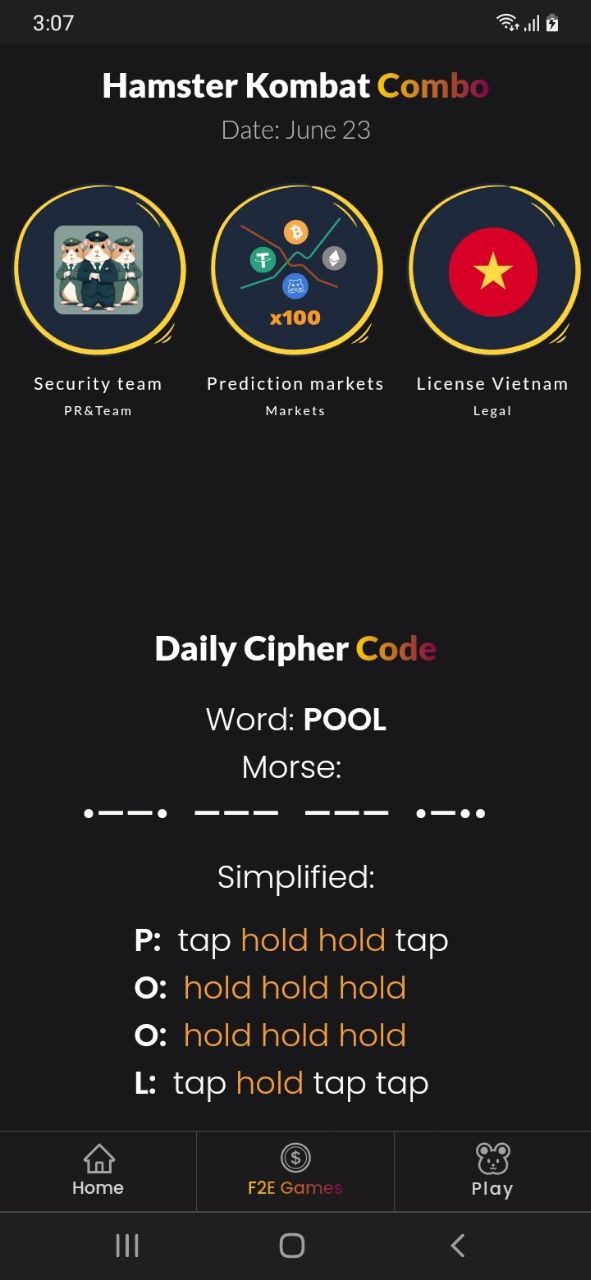 3:07
Hamster Kombat Combo
Date: June 23
x100
Security team Prediction markets License Vietnam
PR&Team Markets Legal
Daily Cipher Code
Word: POOL
Morse:
•——• ——— ——— •—••
Simplified:
P: tap hold hold tap
O: hold hold hold
O: hold hold hold
L: tap hold tap tap
Home F2E Games Play